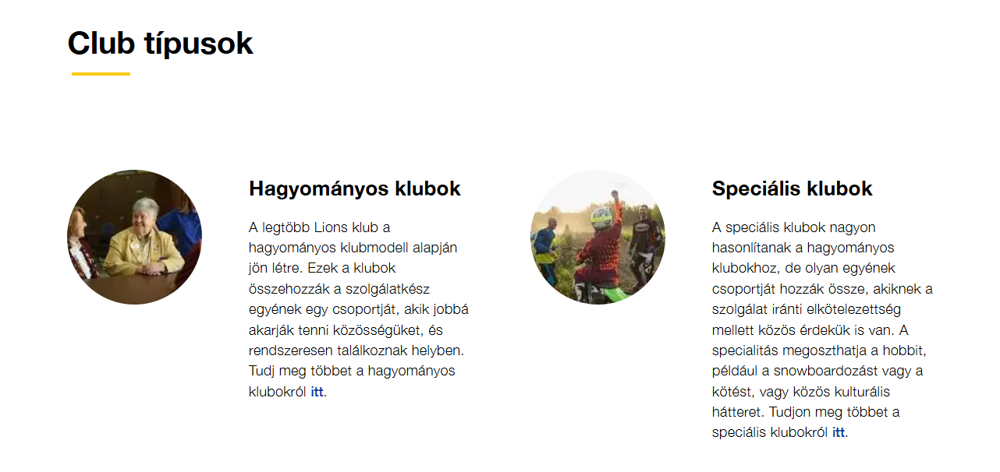 Club típusok
Hagyományos klubok
A legtöbb Lions klub a
hagyományos klubmodell alapján
jön létre. Ezek a klubok
összehozzák a szolgálatkész
egyének egy csoportját, akik jobbá
akarják tenni közösségüket, és
rendszeresen találkoznak helyben.
Tudj meg többet a hagyományos
klubokról itt.
Speciális klubok
A speciális klubok nagyon
hasonlítanak a hagyományos
klubokhoz, de olyan egyének
csoportját hozzák össze, akiknek a
szolgálat iránti elkötelezettség
mellett közös érdekük is van. A
specialitás megoszthatja a hobbit,
például a snowboardozást vagy a
kötést, vagy közös kulturális
hátteret. Tudjon meg többet a
speciális klubokról itt.